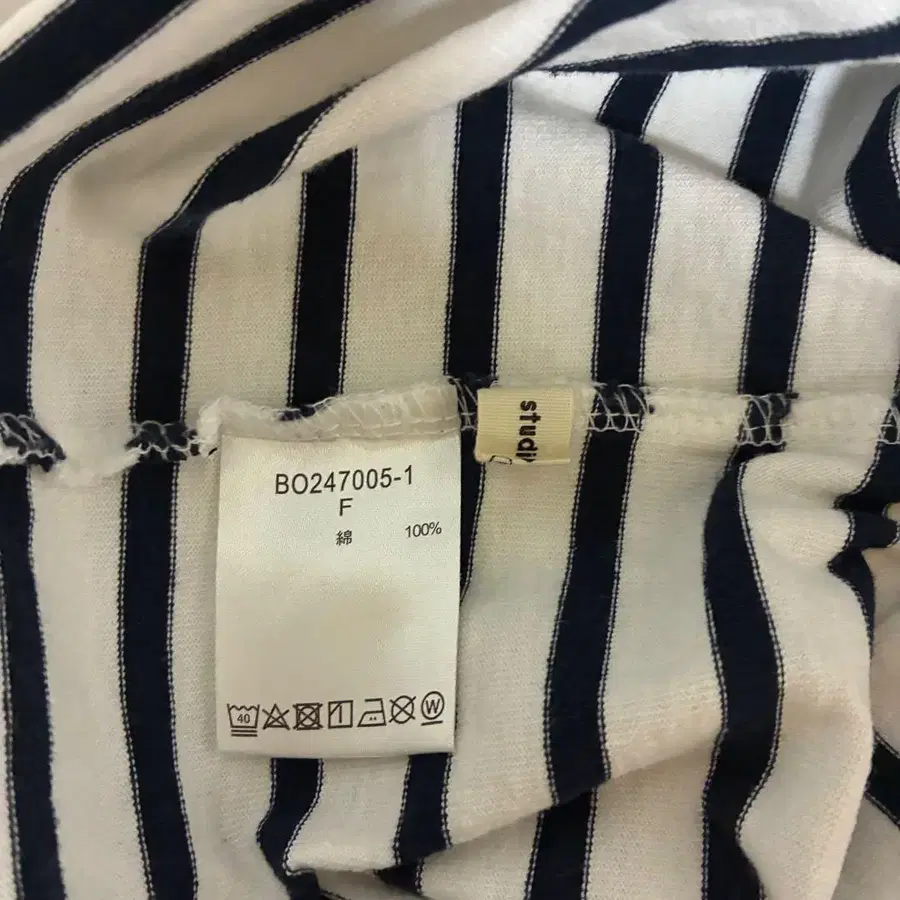 BO247005-1
F
綿 100%
40
W
studi